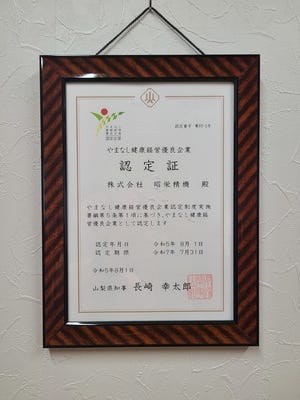 やまなし健康経営優良企業
認定証
株式会社　昭栄精機　殿
やまなし健康経営優良企業認定制度実施
要綱第5条第1項に基づき、やまなし健康経
営優良企業として認定します
認定年月日　令和5年 8月1日
認定期限　令和7年 7月31日
令和5年8月1日
山梨県知事　長崎　幸太郎